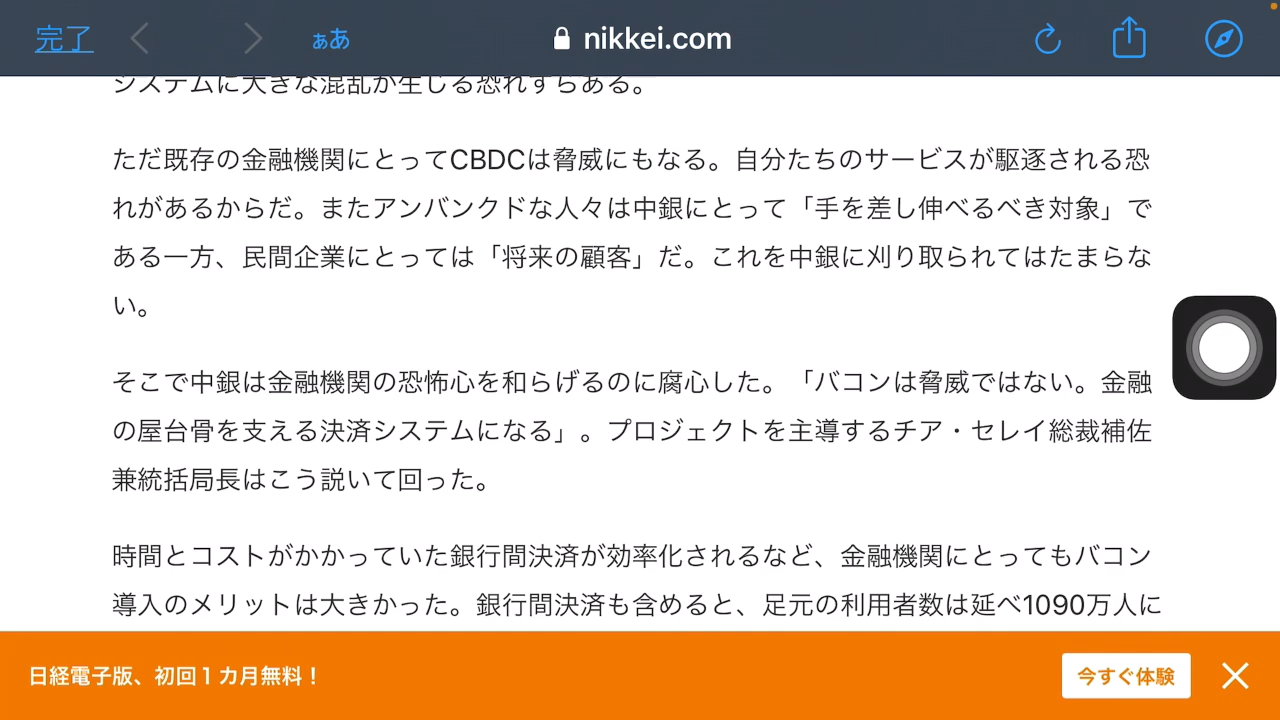 完了
ぁあ
nikkei.com
システムに大きな混乱が生じる恐れすらある。
ただ既存の金融機関にとってCBDCは脅威にもなる。自分たちのサービスが駆逐される恐
れがあるからだ。またアンバンクドな人々は中銀にとって「手を差し伸べるべき対象」で
ある一方、民間企業にとっては「将来の顧客」だ。これを中銀に刈り取られてはたまらな
い。
そこで中銀は金融機関の恐怖心を和らげるのに腐心した。「バコンは脅威ではない。金融
の屋台骨を支える決済システムになる」。プロジェクトを主導するチア・セレイ総裁補佐
兼統括局長はこう説いて回った。
時間とコストがかかっていた銀行間決済が効率化されるなど、金融機関にとってもバコン
導入のメリットは大きかった。銀行間決済も含めると、足元の利用者数は延べ1090万人に
日経電子版、初回１カ月無料！
今すぐ体験